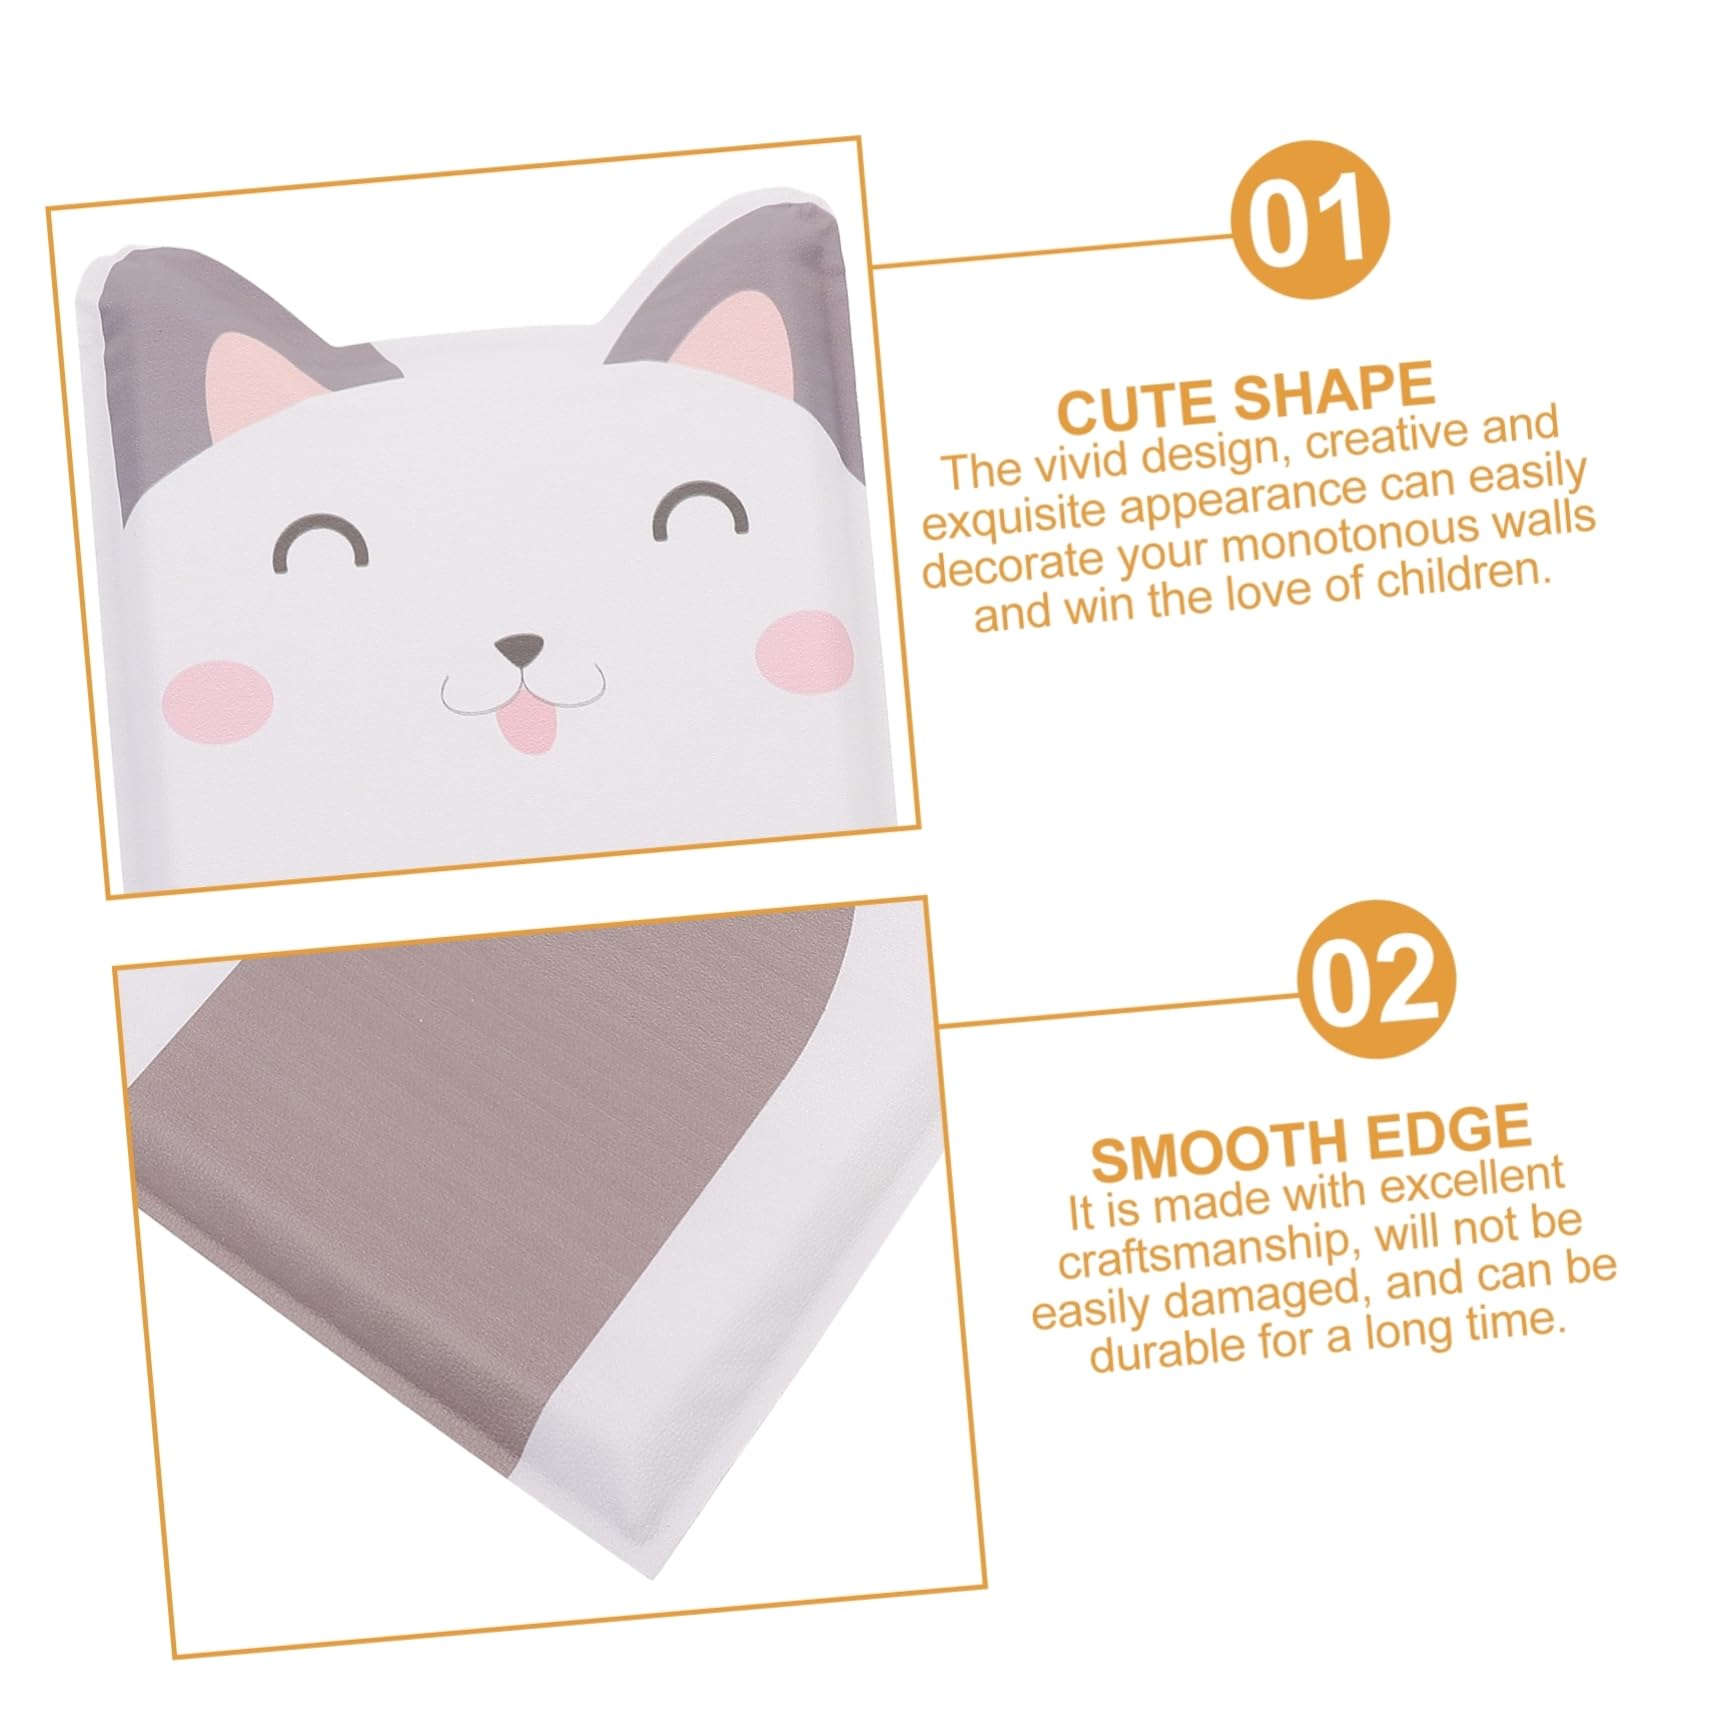 01
CUTE SHAPE
The vivid design, creative and
exquisite appearance can easily
decorate your monotonous walls
and win the love of children.
02
SMOOTH EDGE
It is made with excellent
craftsmanship, will not be
easily damaged, and can be
durable for a long time.